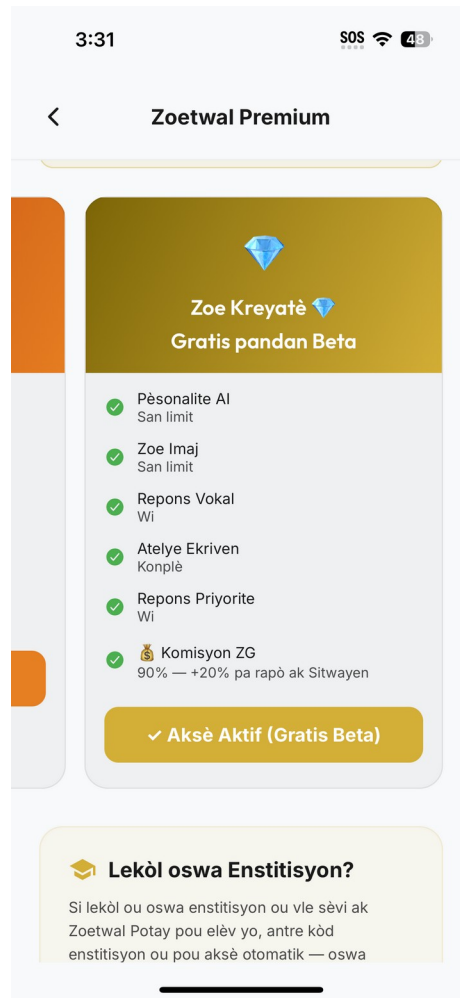 3:31
SOS
48
Zoetwal Premium
Zoe Kreyatè 💎
Gratis pandan Beta
Pèsonalite AI
San limit
Zoe Imaj
San limit
Repons Vokal
Wi
Atelye Ekriven
Konplè
Repons Priyorite
Wi
💰 Komisyon ZG
90% — +20% pa rapò ak Sitwayen
✓ Aksè Aktif (Gratis Beta)
Lekòl oswa Enstitisyon?
Si lekòl ou oswa enstitisyon ou vle sèvi ak
Zoetwal Potay pou elèv yo, antre kòd
enstitisyon ou pou aksè otomatik — oswa